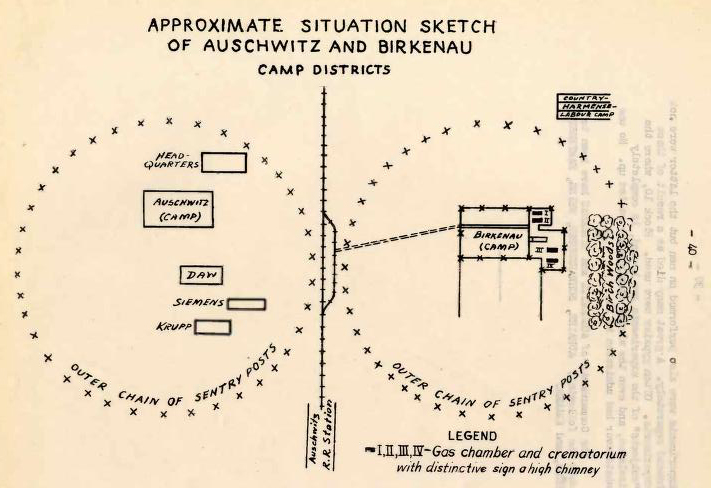 APPROXIMATE SITUATION SKETCH
OF AUSCHWITZ AND BIRKENAU
CAMP DISTRICTS
COUNTRY-
HARMENSE-
LABOUR CAMP
HEAD-
QUARTERS
AUSCHWITZ
(CAMP)
DAW
SIEMENS
KRUPP
OUTER CHAIN OF SENTRY POSTS
Auschwitz
R.R. Station
I
II
BIRKENAU
(CAMP)
III
IV
Birch Woods
OUTER CHAIN OF SENTRY POSTS
LEGEND
I,II,III,IV-Gas chamber and crematorium
with distinctive sign a high chimney
- 40 -